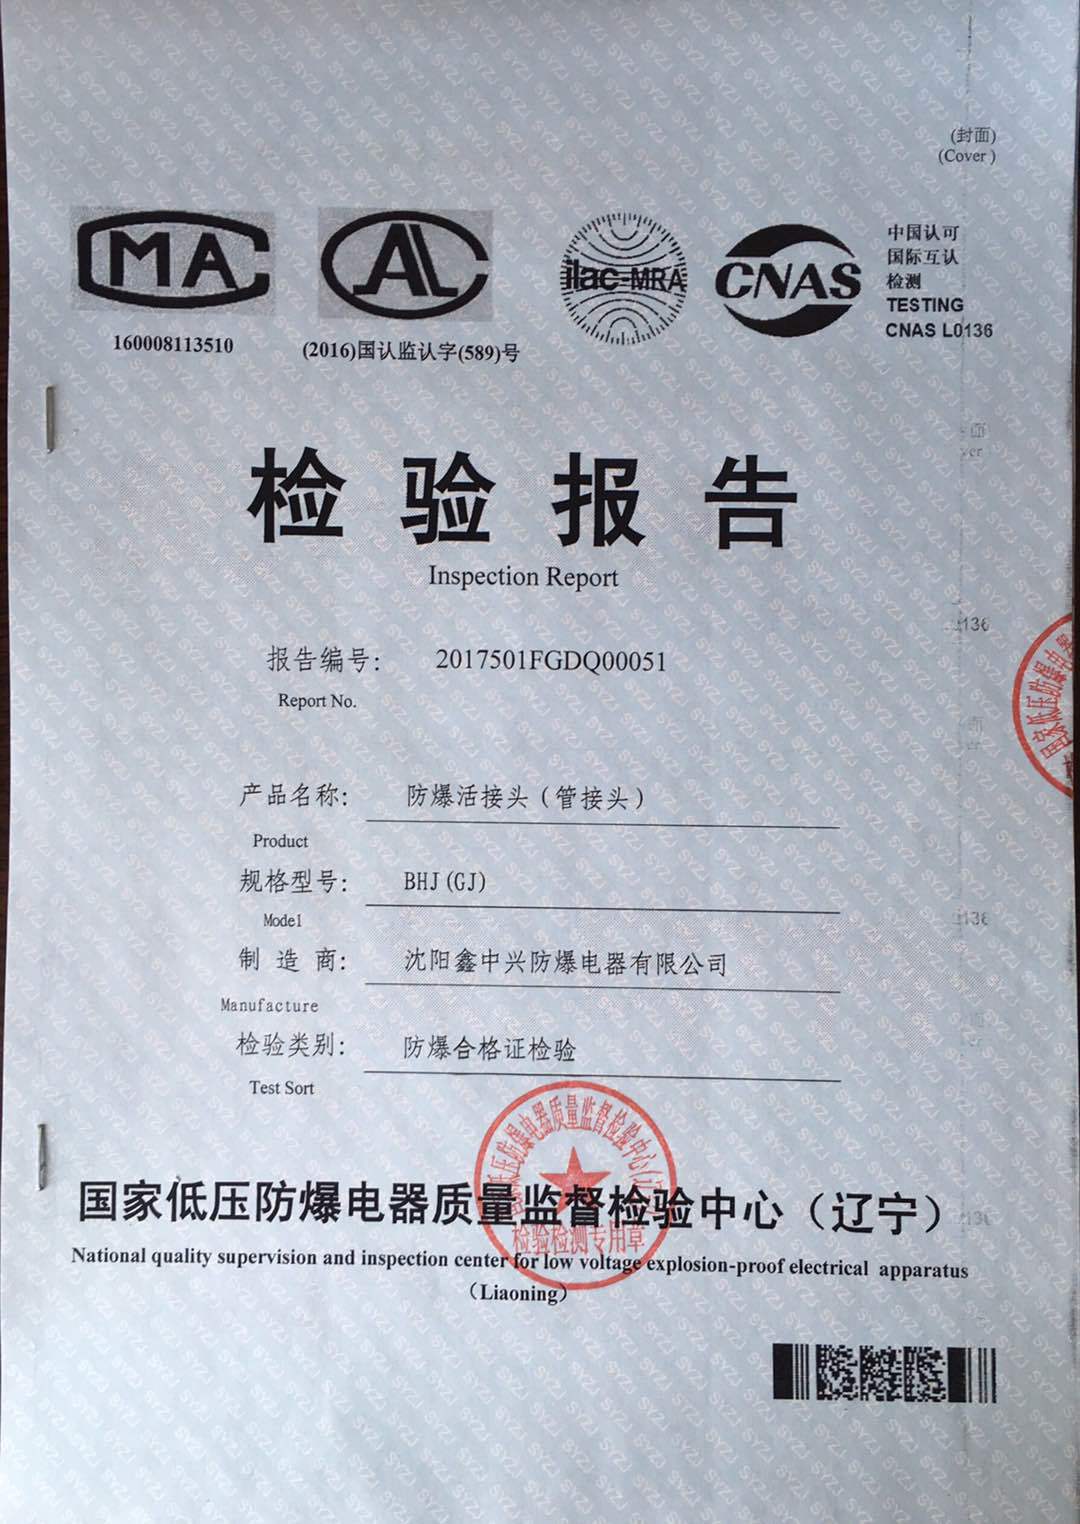 (封面)
(Cover )
MA
AL
ilac-MRA
CNAS
中国认可
国际互认
检测
TESTING
CNAS L0136
160008113510
(2016)国认监认字(589)号
检验报告
Inspection Report
报告编号: 2017501FGDQ00051
Report No.
产品名称: 防爆活接头（管接头）
Product
规格型号: BHJ(GJ)
Model
制造商: 沈阳鑫中兴防爆电器有限公司
Manufacture
检验类别: 防爆合格证检验
Test Sort
国家低压防爆电器质量监督检验中心（辽宁）
检验检测专用章
National quality supervision and inspection center for low voltage explosion-proof electrical apparatus
（Liaoning）